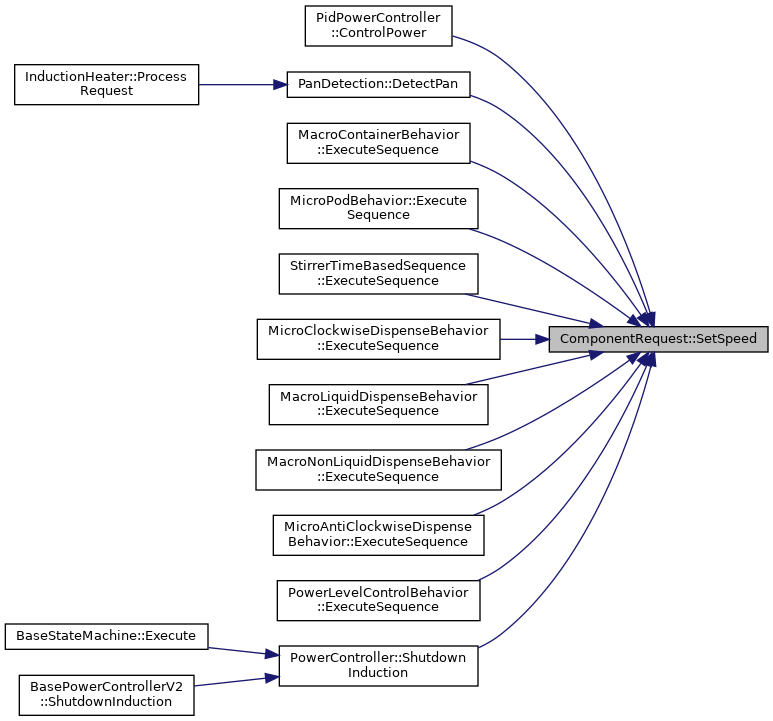 PidPowerController
::ControlPower
InductionHeater::Process
Request
PanDetection::DetectPan
MacroContainerBehavior
::ExecuteSequence
MicroPodBehavior::Execute
Sequence
StirrerTimeBasedSequence
::ExecuteSequence
MicroClockwiseDispenseBehavior
::ExecuteSequence
ComponentRequest::SetSpeed
MacroLiquidDispenseBehavior
::ExecuteSequence
MacroNonLiquidDispenseBehavior
::ExecuteSequence
MicroAntiClockwiseDispense
Behavior::ExecuteSequence
PowerLevelControlBehavior
::ExecuteSequence
BaseStateMachine::Execute
PowerController::Shutdown
Induction
BasePowerControllerV2
::ShutdownInduction